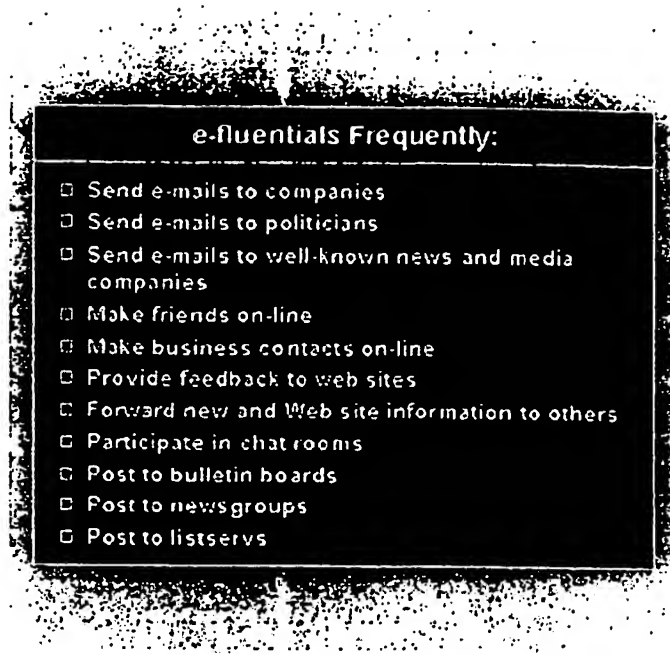 e-fluentials Frequently:
Send e-mails to companies
Send e-mails to politicians
Send e-mails to well-known news and media
companies
Make friends on-line
Make business contacts on-line
Provide feedback to web sites
Forward new and Web site information to others
Participate in chat rooms
Post to bulletin boards
Post to newsgroups
Post to listservs